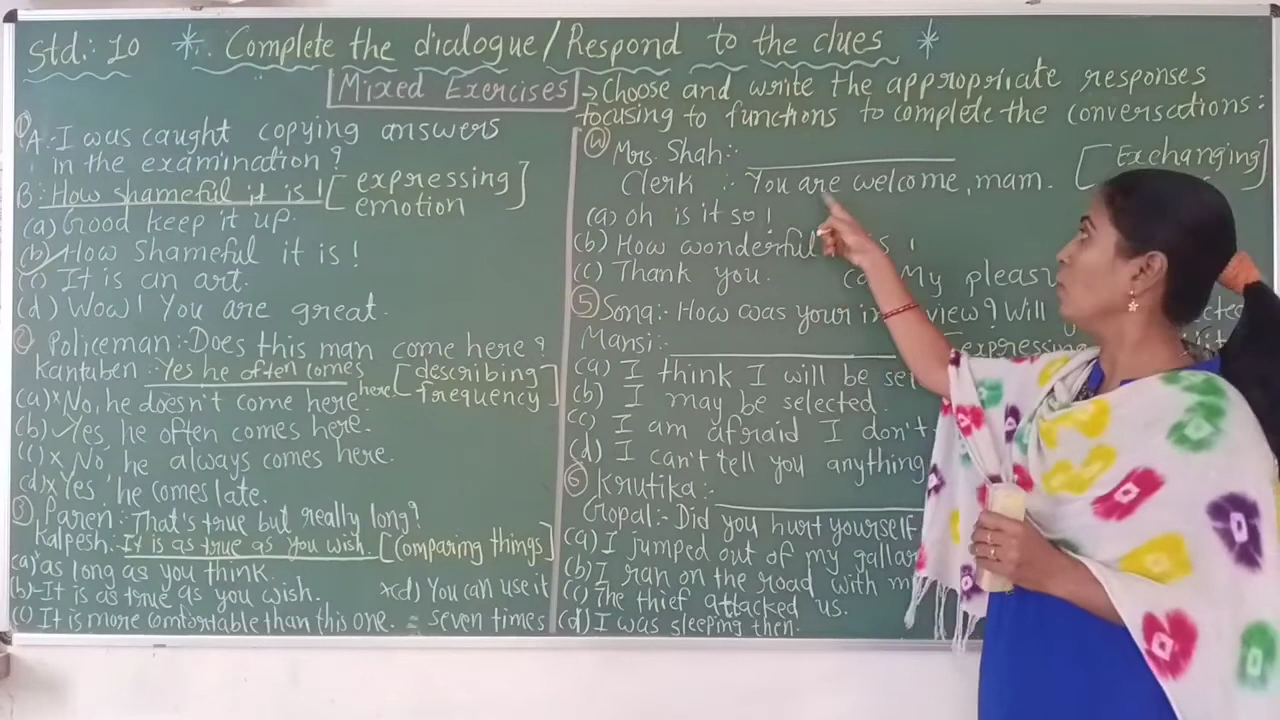 Std.: 10 * Complete the dialogue / Respond to the clues *
Mixed Exercises
→ Choose and write the appropriate responses
focusing to functions to complete the conversations:
① A.: I was caught copying answers
in the examination?
B: How shameful it is! [expressing
emotion]
(a) Good keep it up.
(b) How Shameful it is!
(c) It is an art.
(d) Wow! You are great.
② Policeman:- Does this man come here?
Kantaben :- Yes he often comes
here [describing
frequency]
(a)x No, he doesn't come here.
(b) ✓Yes, he often comes here.
(c)x No, he always comes here.
(d)x Yes, he comes late.
③ Paren:- That's true but really long?
Kalpesh: It is as true as you wish. [Comparing things]
(a)x as long as you think.
(b)- It is as true as you wish.
xd) You can use it
(c) It is more comfortable than this one.
= seven times
④ Mrs. Shah:- ________
[Exchanging]
Clerk :- You are welcome, mam.
(a) Oh is it so!
(b) How wonderful
(c) Thank you.
My
⑤ Sona:- How was your view? Will
Mansi:- ________
Expressing
(a) I think I will be
(b) I may be selected.
(c) I am afraid I don't
(d) I can't tell you anything
⑥ Krutika:- ________
Gopal:- Did you hurt yourself
(a) I jumped out of my
(b) I ran on the road with
(c) The thief attacked us.
(d) I was sleeping then.